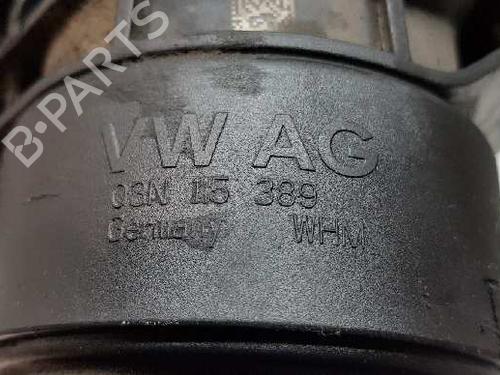 B-PARTS
VW AG
03N 115 389
Germany WHM